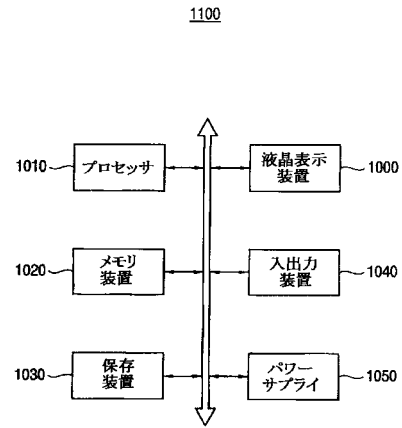 1100
1010
プロセッサ
液晶表示
装置
1000
1020
メモリ
装置
入出力
装置
1040
1030
保存
装置
パワー
サプライ
1050